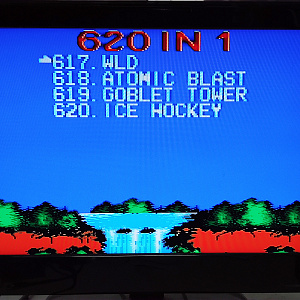 620 IN 1
617. WLD
618. ATOMIC BLAST
619. GOBLET TOWER
620. ICE HOCKEY